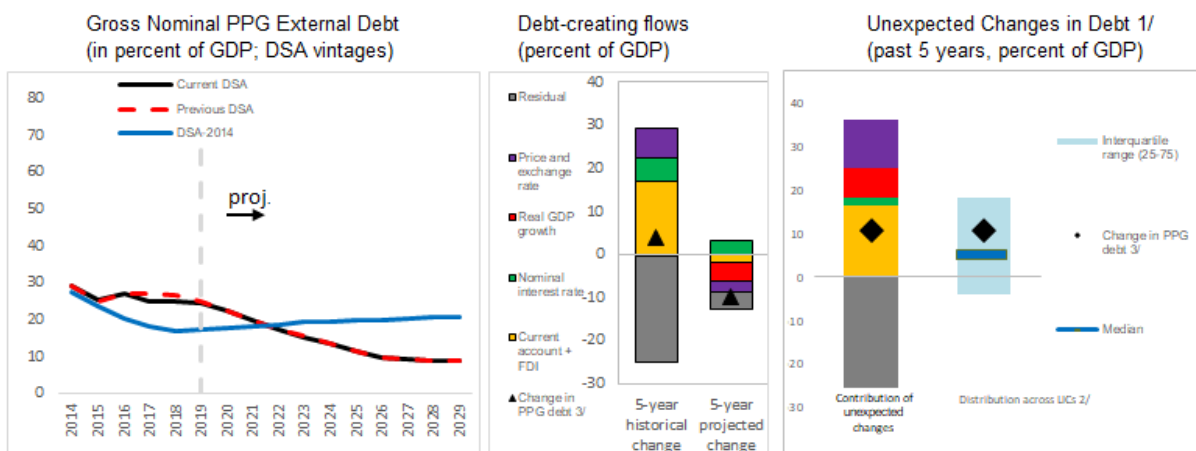 Gross Nominal PPG External Debt
(in percent of GDP; DSA vintages)
Current DSA
Previous DSA
DSA-2014
80
70
60
50
40
30
20
10
0
proj.
2014
2015
2016
2017
2018
2019
2020
2021
2022
2023
2024
2025
2026
2027
2028
2029
Debt-creating flows
(percent of GDP)
Residual
Price and
exchange rate
Real GDP
growth
Nominal
interest rate
Current
account +
FDI
Change in
PPG debt 3/
40
30
20
10
0
-10
-20
-30
5-year
historical
change
5-year
projected
change
Unexpected Changes in Debt 1/
(past 5 years, percent of GDP)
40
30
20
10
0
10
20
30
Contribution of
unexpected
changes
Distribution across LICs 2/
Interquartile
range (25-75)
Change in PPG
debt 3/
Median